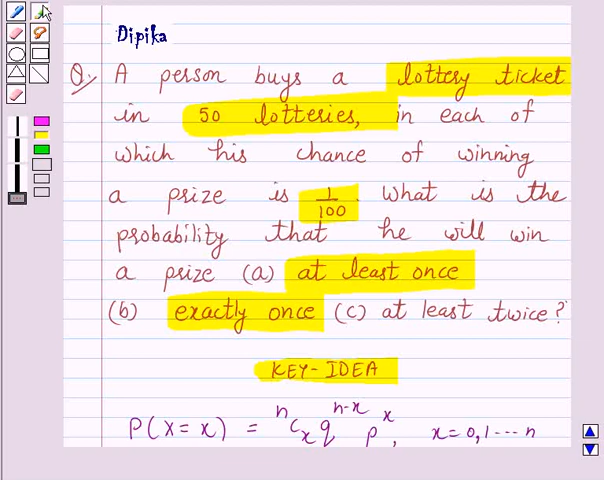 Dipika
Q. A person buys a lottery ticket
in 50 lotteries, in each of
which his chance of winning
a prize is 1/100. What is the
probability that he will win
a prize (a) at least once
(b) exactly once (c) at least twice?
KEY-IDEA
P(X=x) = ⁿCₓ qⁿ⁻ˣ pˣ, x=0,1----n